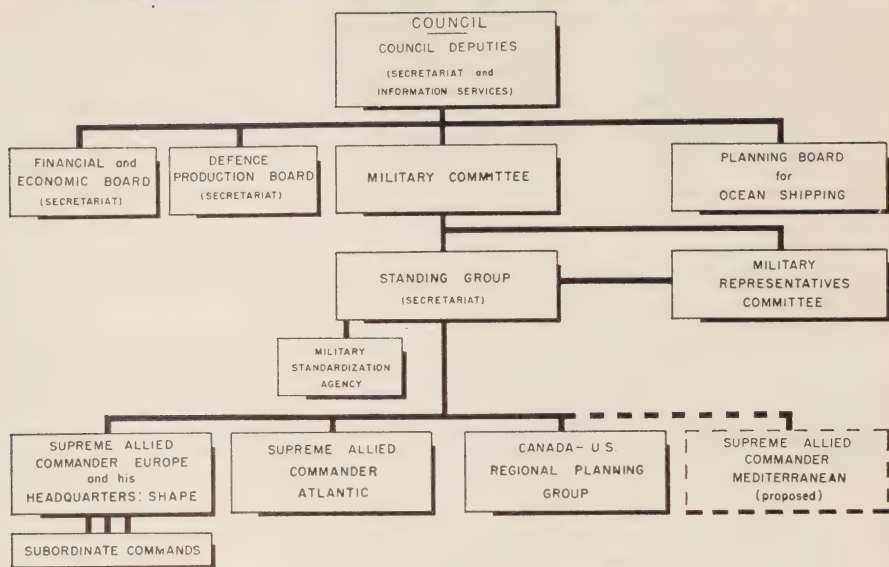 COUNCIL
COUNCIL DEPUTIES
(SECRETARIAT and
INFORMATION SERVICES)
FINANCIAL and
ECONOMIC BOARD
(SECRETARIAT)
DEFENCE
PRODUCTION BOARD
(SECRETARIAT)
MILITARY COMMITTEE
PLANNING BOARD
for
OCEAN SHIPPING
STANDING GROUP
(SECRETARIAT)
MILITARY
REPRESENTATIVES
COMMITTEE
MILITARY
STANDARDIZATION
AGENCY
SUPREME ALLIED
COMMANDER EUROPE
and his
HEADQUARTERS: SHAPE
SUPREME ALLIED
COMMANDER
ATLANTIC
CANADA-U.S.
REGIONAL PLANNING
GROUP
SUPREME ALLIED
COMMANDER
MEDITERRANEAN
(proposed)
SUBORDINATE COMMANDS